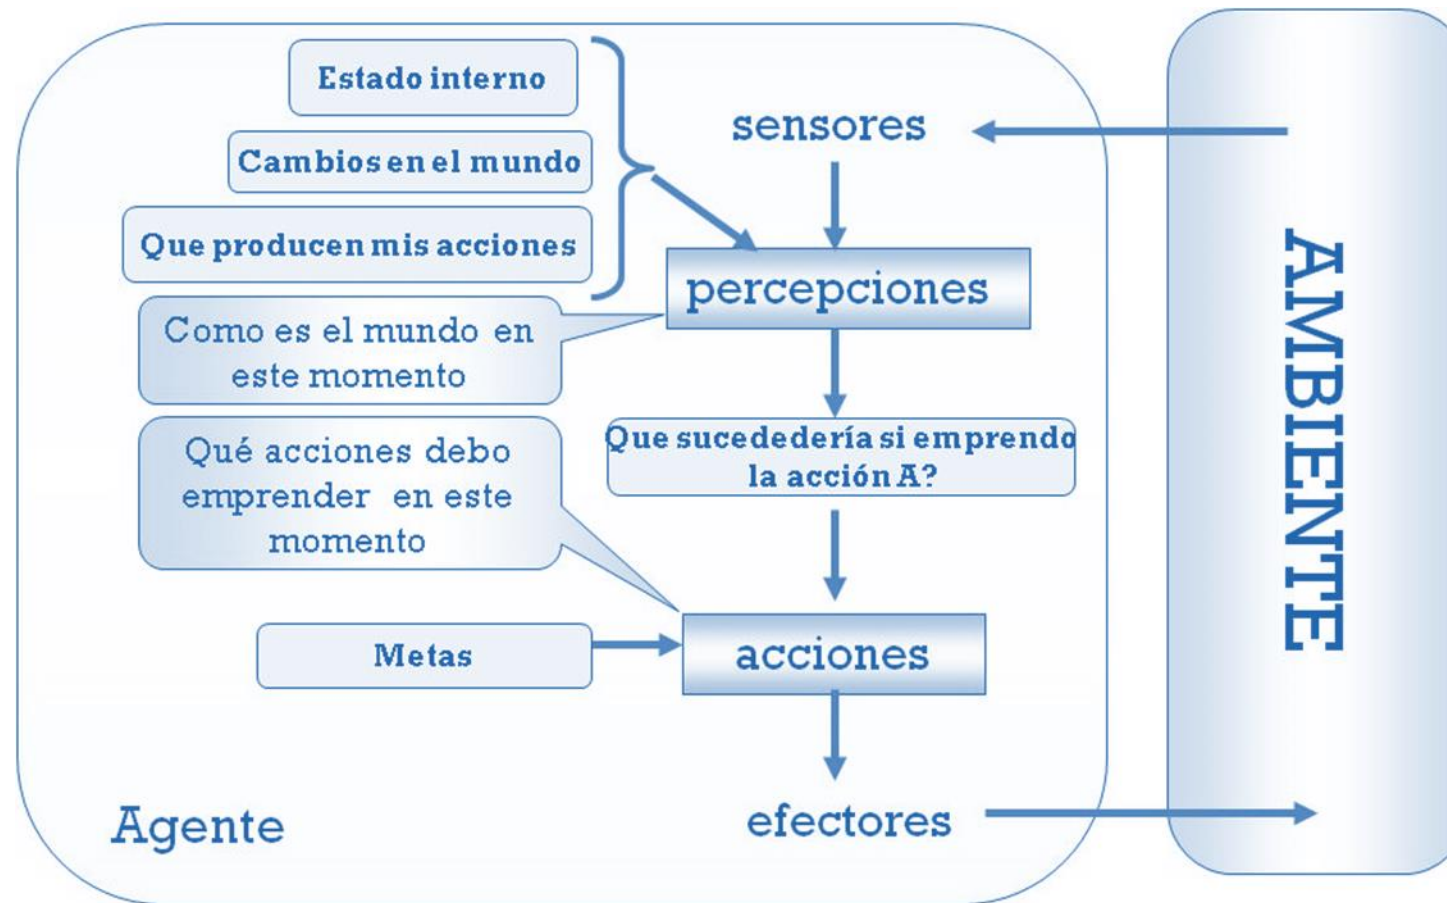 Estado interno
sensores
Cambios en el mundo
Que producen mis acciones
percepciones
Como es el mundo en
este momento
Que sucededería si emprendo
la acción A?
Qué acciones debo
emprender en este
momento
Metas
acciones
Agente
efectores
AMBIENTE